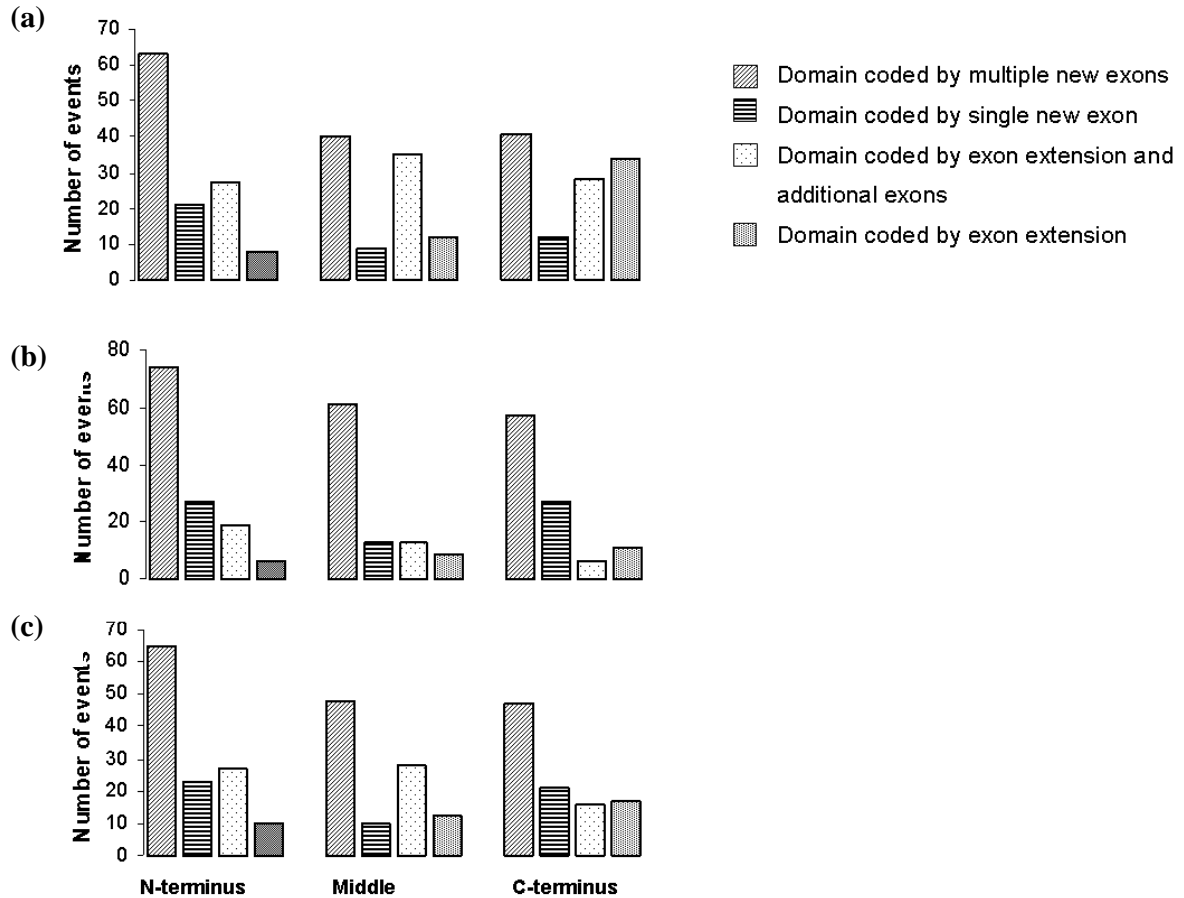 (a)
70
60
50
40
30
20
10
0
Number of events
Domain coded by multiple new exons
Domain coded by single new exon
Domain coded by exon extension and
additional exons
Domain coded by exon extension
(b)
80
60
40
20
0
Number of events
(c)
70
60
50
40
30
20
10
0
Number of events
N-terminus
Middle
C-terminus